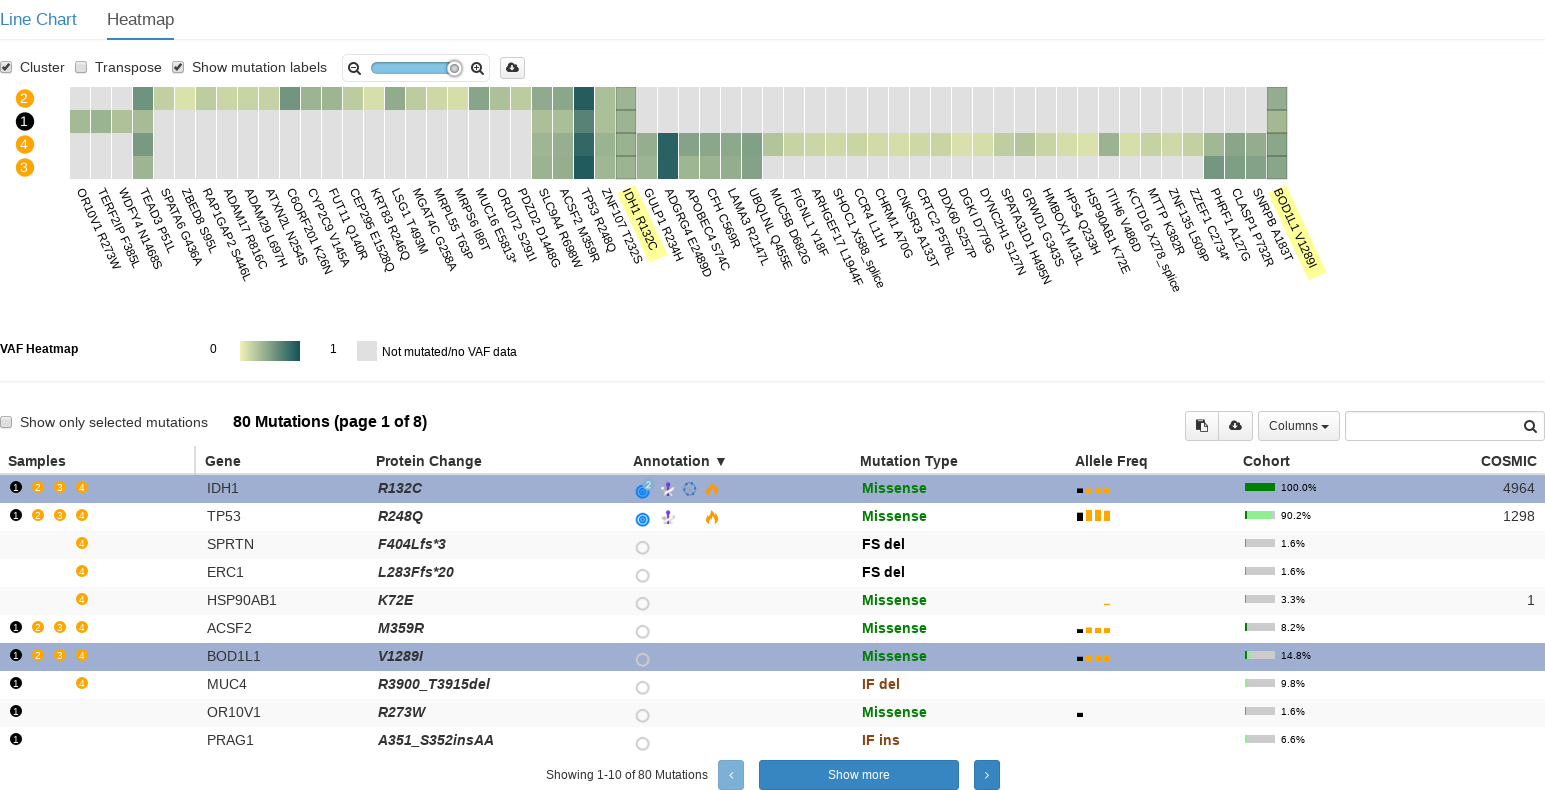 Line Chart Heatmap
Cluster Transpose Show mutation labels
2
1
4
3
OR10V1 R273W
TERF2IP F385L
WDFY4 N1468S
TEAD3 P51L
SPATA6 G436A
ZBED8 S95L
RAP1GAP2 S446L
ADAM17 R816C
ADAM29 L697H
ATXN2L N254S
C6ORF201 K26N
CYP2C9 V145A
FUT11 Q140R
CEP295 E1528Q
KRT83 R246Q
LSG1 T493M
MGAT4C G258A
MRPL55 T63P
MRPS6 I86T
MUC16 E5813*
OR10T2 S291I
PDZD2 D1448G
SLC9A4 R698W
ACSF2 M359R
TP53 R248Q
ZNF107 T232S
IDH1 R132C
GULP1 R234H
ADGRG4 E2489D
APOBEC4 S74C
CFH C569R
LAMA3 R2147L
UBQLNL Q455E
MUC5B D682G
FIGNL1 Y18F
ARHGEF17 L1944F
SHOC1 X588_splice
CCR4 L11H
CHRM1 A70G
CNKSR3 A133T
CRTC2 P576L
DDX60 S257P
DGKI D779G
DYNC2H1 S127N
SPATA31D1 H495N
GRWD1 G343S
HMBOX1 M13L
HPS4 Q233H
HSP90AB1 K72E
ITIH6 V486D
KCTD16 X278_splice
MTTP K382R
ZNF135 L509P
ZZEF1 C2734*
PHRF1 A127G
CLASP1 P732R
SNRPB A183T
BOD1L1 V1289I
VAF Heatmap 0 1 Not mutated/no VAF data
Show only selected mutations 80 Mutations (page 1 of 8) Columns
Samples Gene Protein Change Annotation ▼ Mutation Type Allele Freq Cohort COSMIC
1 2 3 4 IDH1 R132C 2 Missense 100.0% 4964
1 2 3 4 TP53 R248Q Missense 90.2% 1298
4 SPRTN F404Lfs*3 FS del 1.6%
4 ERC1 L283Ffs*20 FS del 1.6%
4 HSP90AB1 K72E Missense 3.3% 1
1 2 3 4 ACSF2 M359R Missense 8.2%
1 2 3 4 BOD1L1 V1289I Missense 14.8%
1 4 MUC4 R3900_T3915del IF del 9.8%
1 OR10V1 R273W Missense 1.6%
1 PRAG1 A351_S352insAA IF ins 6.6%
Showing 1-10 of 80 Mutations ‹ Show more ›